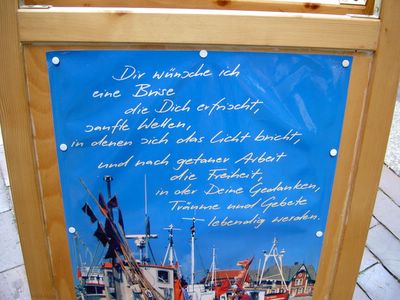 Dir wünsche ich
eine Brise
die Dich erfrischt,
sanfte Wellen,
in denen sich das Licht bricht,
und nach getaner Arbeit
die Freiheit,
in der Deine Gedanken,
Träume und Gebete
lebendig werden.